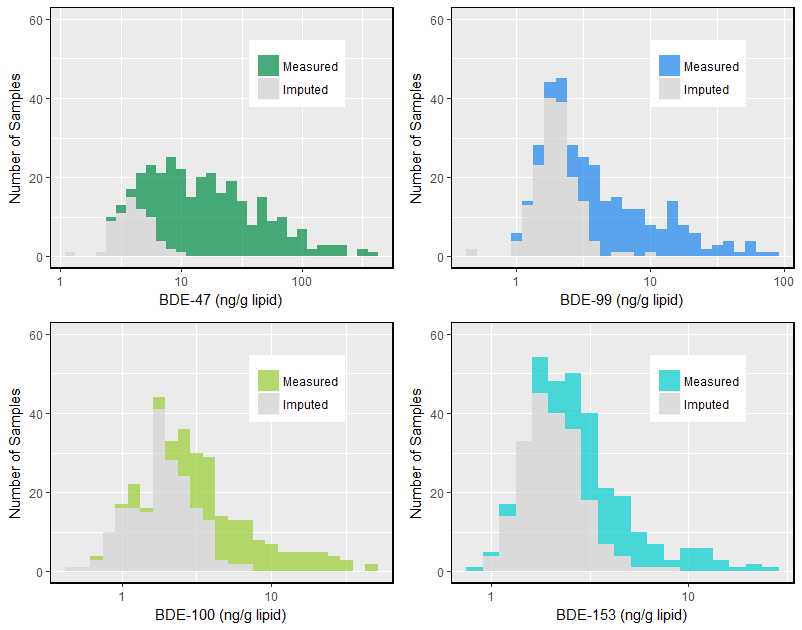 60
40
20
0
Number of Samples
Measured
Imputed
1
10
100
BDE-47 (ng/g lipid)
60
40
20
0
Number of Samples
Measured
Imputed
1
10
100
BDE-99 (ng/g lipid)
60
40
20
0
Number of Samples
Measured
Imputed
1
10
BDE-100 (ng/g lipid)
60
40
20
0
Number of Samples
Measured
Imputed
1
10
BDE-153 (ng/g lipid)